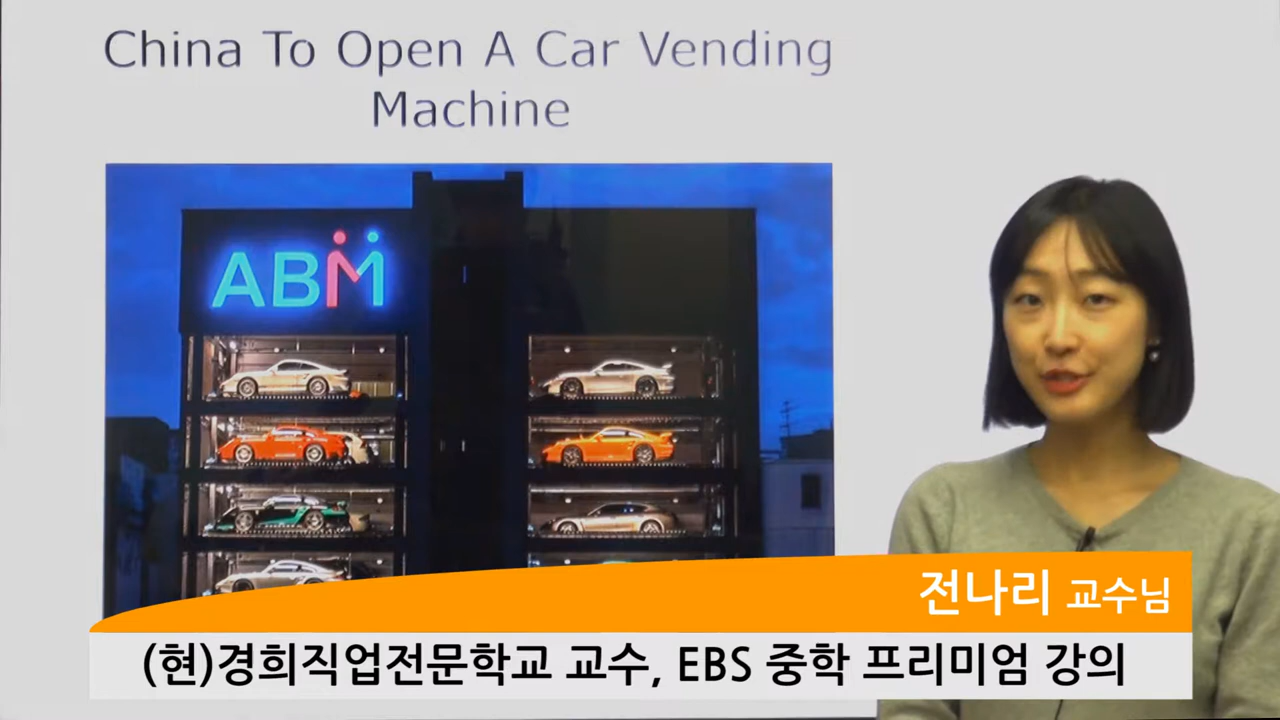 China To Open A Car Vending
Machine
ABM
전나리 교수님
(현)경희직업전문학교 교수, EBS 중학 프리미엄 강의